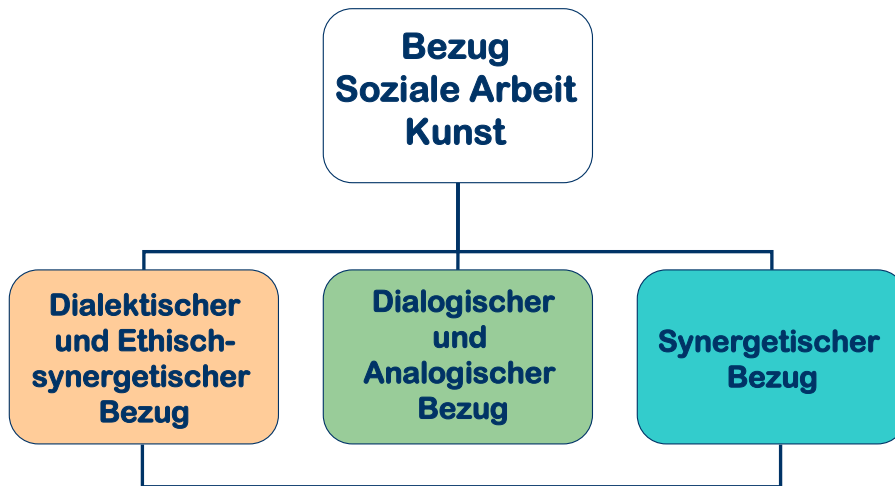 Bezug
Soziale Arbeit
Kunst
Dialektischer
und Ethisch-
synergetischer
Bezug
Dialogischer
und
Analogischer
Bezug
Synergetischer
Bezug